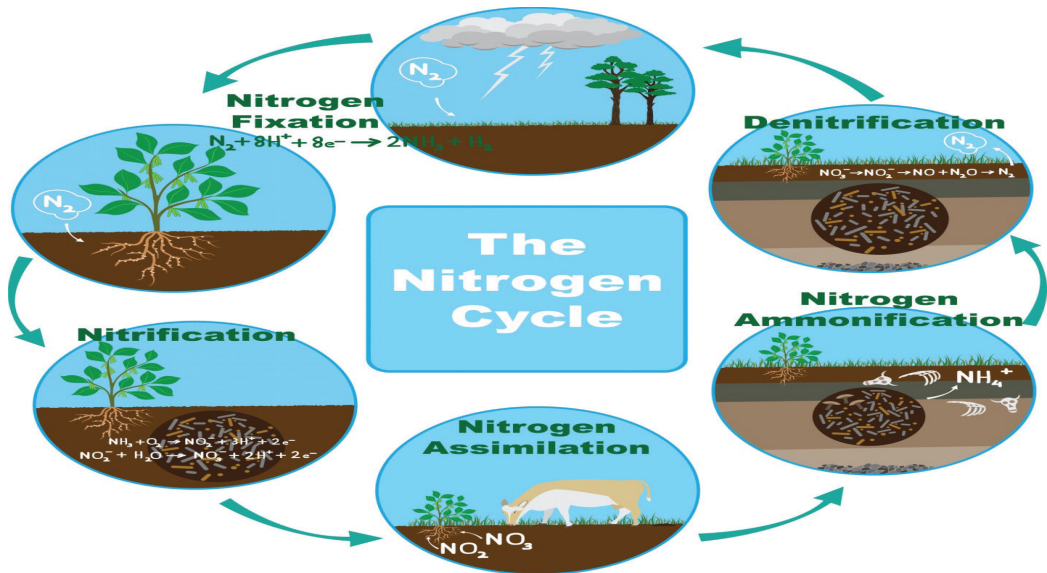 The
Nitrogen
Cycle
N₂
Nitrogen
Fixation
N₂+8H⁺+8e⁻→2NH₃+H₂
N₂
Nitrification
NH₃+O₂→NO₂⁻+3H⁺+2e⁻
NO₂⁻+H₂O→NO₃⁻+2H⁺+2e⁻
Nitrogen
Assimilation
NO₂
NO₃
Nitrogen
Ammonification
NH₄⁺
Denitrification
N₂
NO₃⁻→NO₂⁻→NO+N₂O→N₂